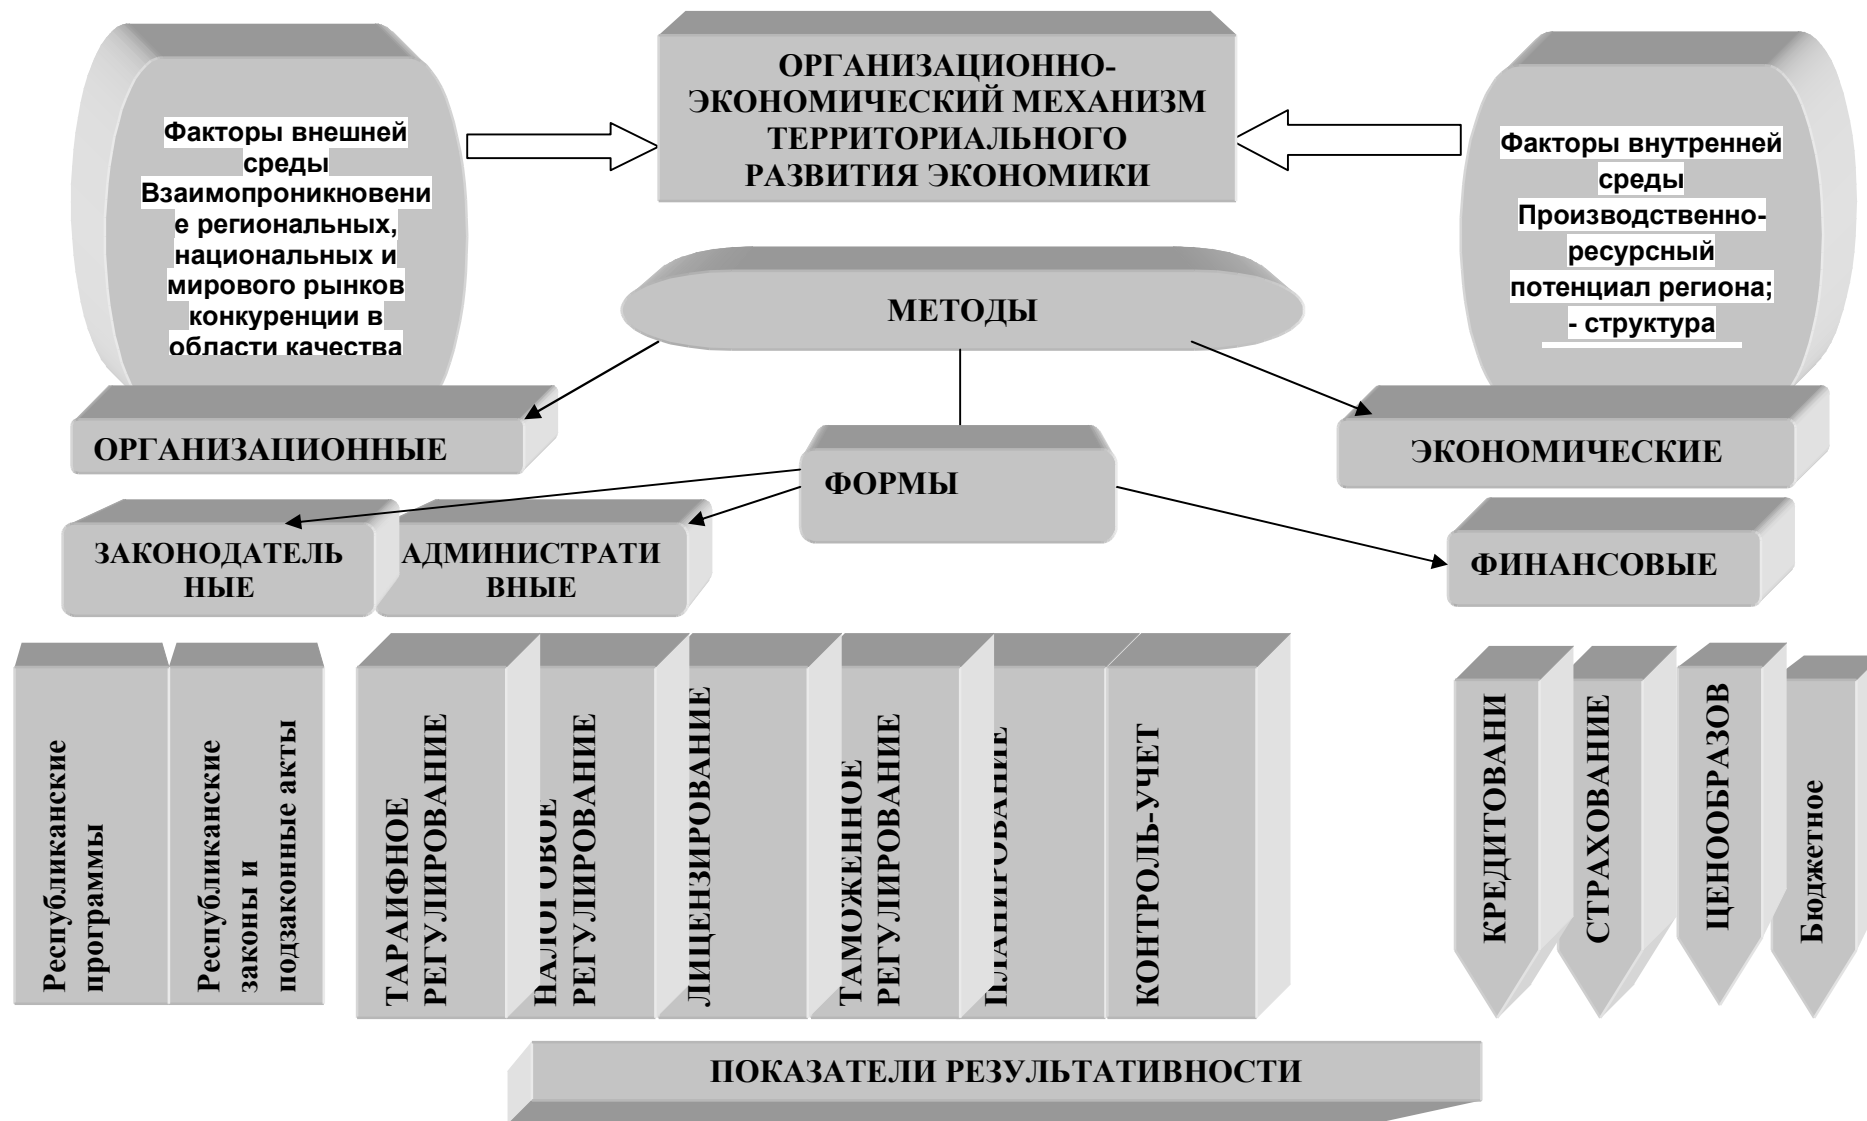 ОРГАНИЗАЦИОННО-
ЭКОНОМИЧЕСКИЙ МЕХАНИЗМ
ТЕРРИТОРИАЛЬНОГО
РАЗВИТИЯ ЭКОНОМИКИ
Факторы внешней
среды
Взаимопроникновени
е региональных,
национальных и
мирового рынков
конкуренции в
области качества
Факторы внутренней
среды
Производственно-
ресурсный
потенциал региона;
- структура
МЕТОДЫ
ОРГАНИЗАЦИОННЫЕ
ЭКОНОМИЧЕСКИЕ
ФОРМЫ
ЗАКОНОДАТЕЛЬ
НЫЕ
АДМИНИСТРАТИ
ВНЫЕ
ФИНАНСОВЫЕ
Республиканские
программы
Республиканские
законы и
подзаконные акты
ТАРАИФНОЕ
РЕГУЛИРОВАНИЕ
НАЛОГОВОЕ
РЕГУЛИРОВАНИЕ
ЛИЦЕНЗИРОВАНИЕ
ТАМОЖЕННОЕ
РЕГУЛИРОВАНИЕ
ПЛАНИРОВАНИЕ
КОНТРОЛЬ-УЧЕТ
КРЕДИТОВАНИ
СТРАХОВАНИЕ
ЦЕНООБРАЗОВ
Бюджетное
ПОКАЗАТЕЛИ РЕЗУЛЬТАТИВНОСТИ